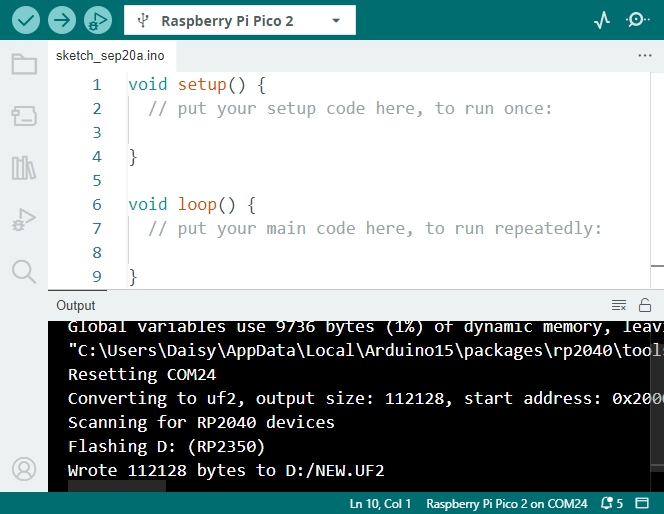 Raspberry Pi Pico 2
sketch_sep20a.ino
1 void setup() {
2 // put your setup code here, to run once:
3
4 }
5
6 void loop() {
7 // put your main code here, to run repeatedly:
8
9 }
Output
Global variables use 9736 bytes (1%) of dynamic memory, leav
"C:\Users\Daisy\AppData\Local\Arduino15\packages\rp2040\tool
Resetting COM24
Converting to uf2, output size: 112128, start address: 0x200
Scanning for RP2040 devices
Flashing D: (RP2350)
Wrote 112128 bytes to D:/NEW.UF2
Ln 10, Col 1 Raspberry Pi Pico 2 on COM24 5